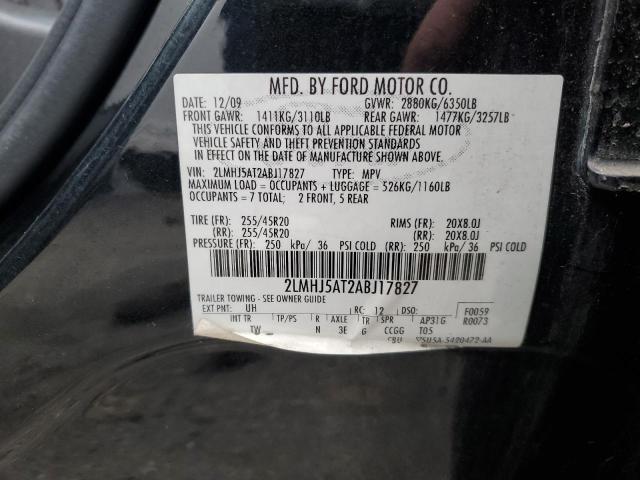 MFD. BY FORD MOTOR CO.
DATE: 12/09 GVWR: 2880KG/6350LB
FRONT GAWR: 1411KG/3110LB REAR GAWR: 1477KG/3257LB
THIS VEHICLE CONFORMS TO ALL APPLICABLE FEDERAL MOTOR
VEHICLE SAFETY AND THEFT PREVENTION STANDARDS
IN EFFECT ON THE DATE OF MANUFACTURE SHOWN ABOVE.
VIN: 2LMHJ5AT2ABJ17827 TYPE: MPV
MAXIMUM LOAD = OCCUPANTS + LUGGAGE = 526KG/1160LB
OCCUPANTS = 7 TOTAL; 2 FRONT, 5 REAR
TIRE (FR): 255/45R20 RIMS (FR): 20X8.0J
(RR): 255/45R20 (RR): 20X8.0J
PRESSURE (FR): 250 kPa/ 36 PSI COLD (RR): 250 kPa/ 36 PSI COLD
2LMHJ5AT2ABJ17827
TRAILER TOWING - SEE OWNER GUIDE
EXT PNT: UH RC: 12 DSO: F0059
INT TR TP/PS R AXLE TR SPR AP31G R0073
TW N 3E G CCGG T05
5U5A-5420472-AA